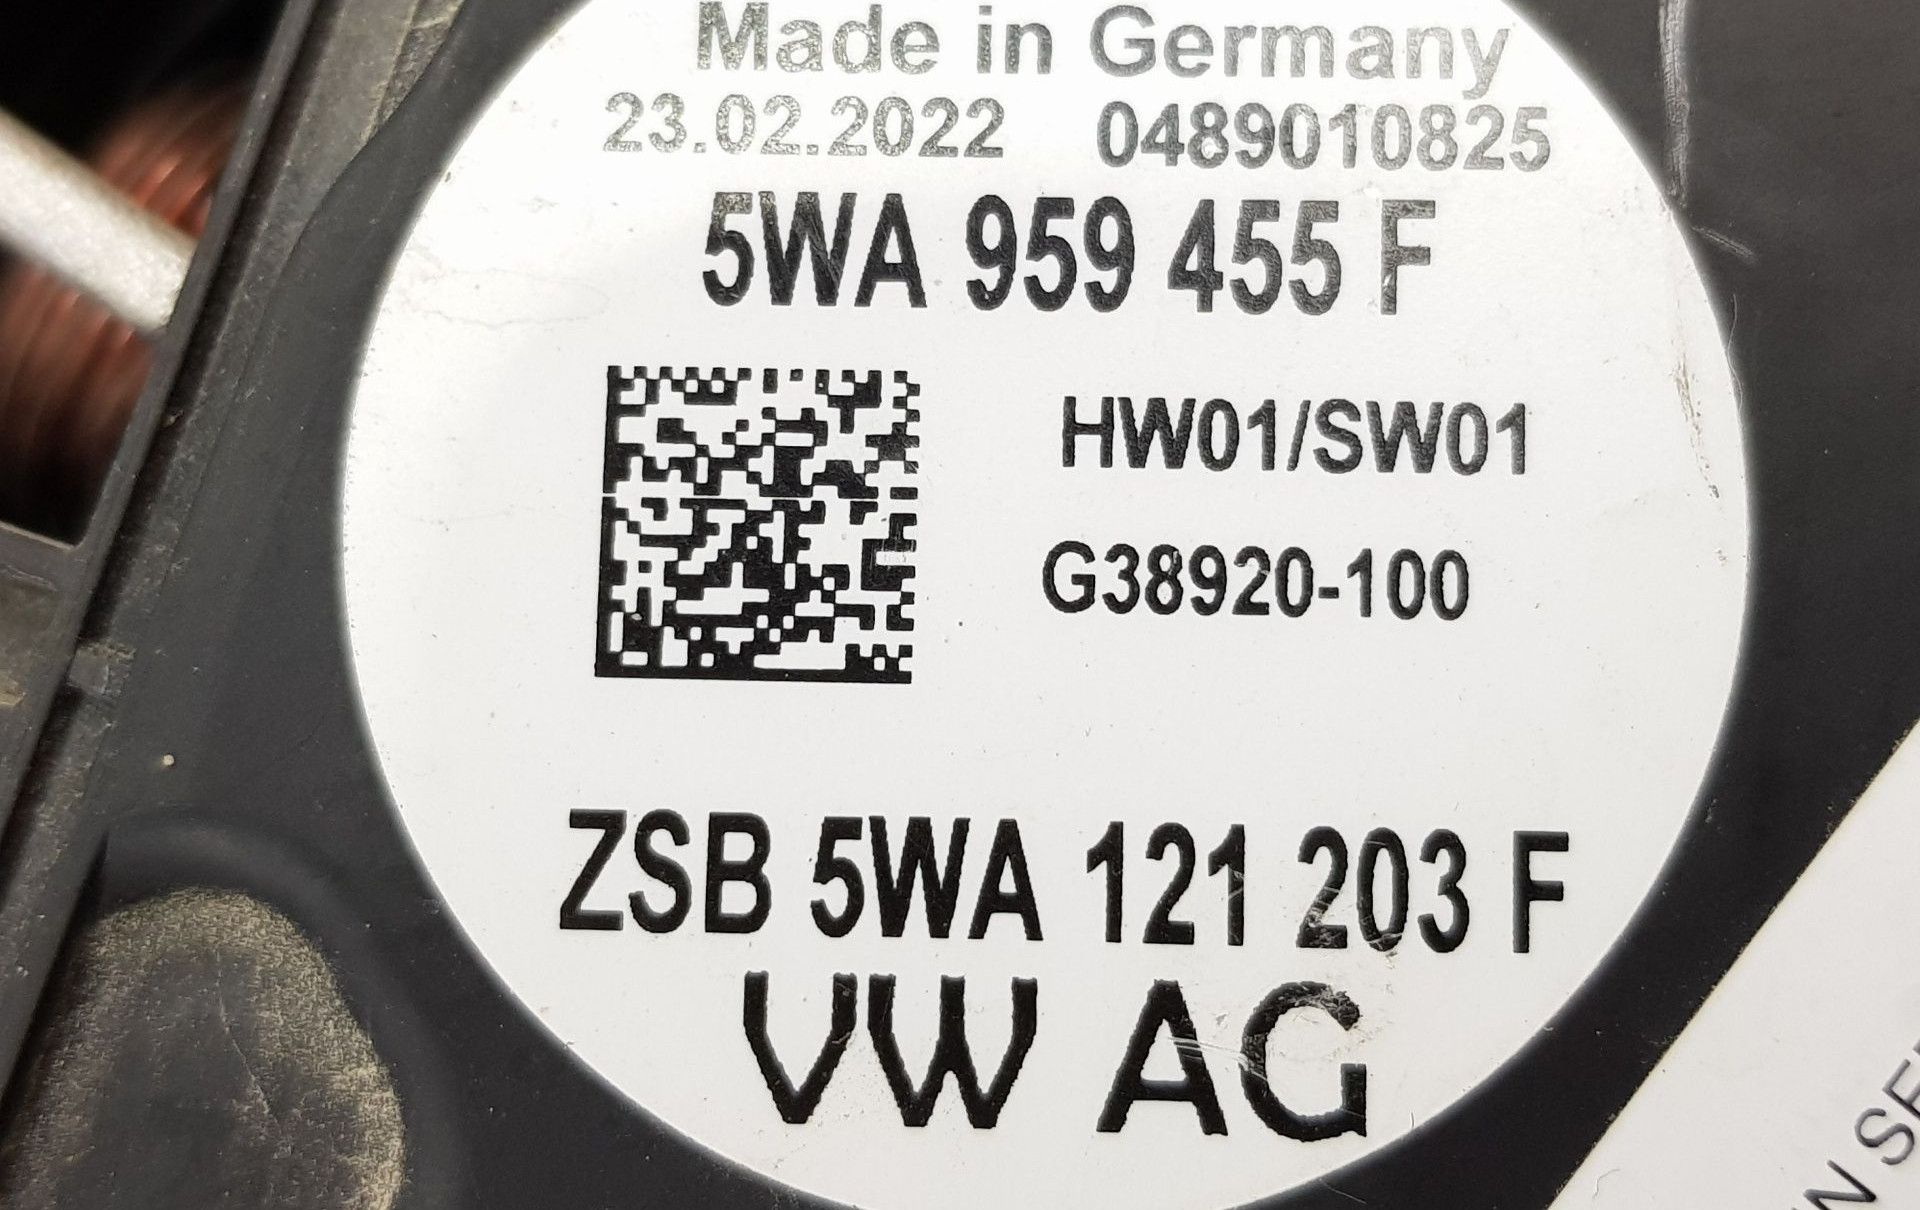 Made in Germany
23.02.2022 0489010825
5WA 959 455 F
HW01/SW01
G38920-100
ZSB 5WA 121 203 F
VW AG